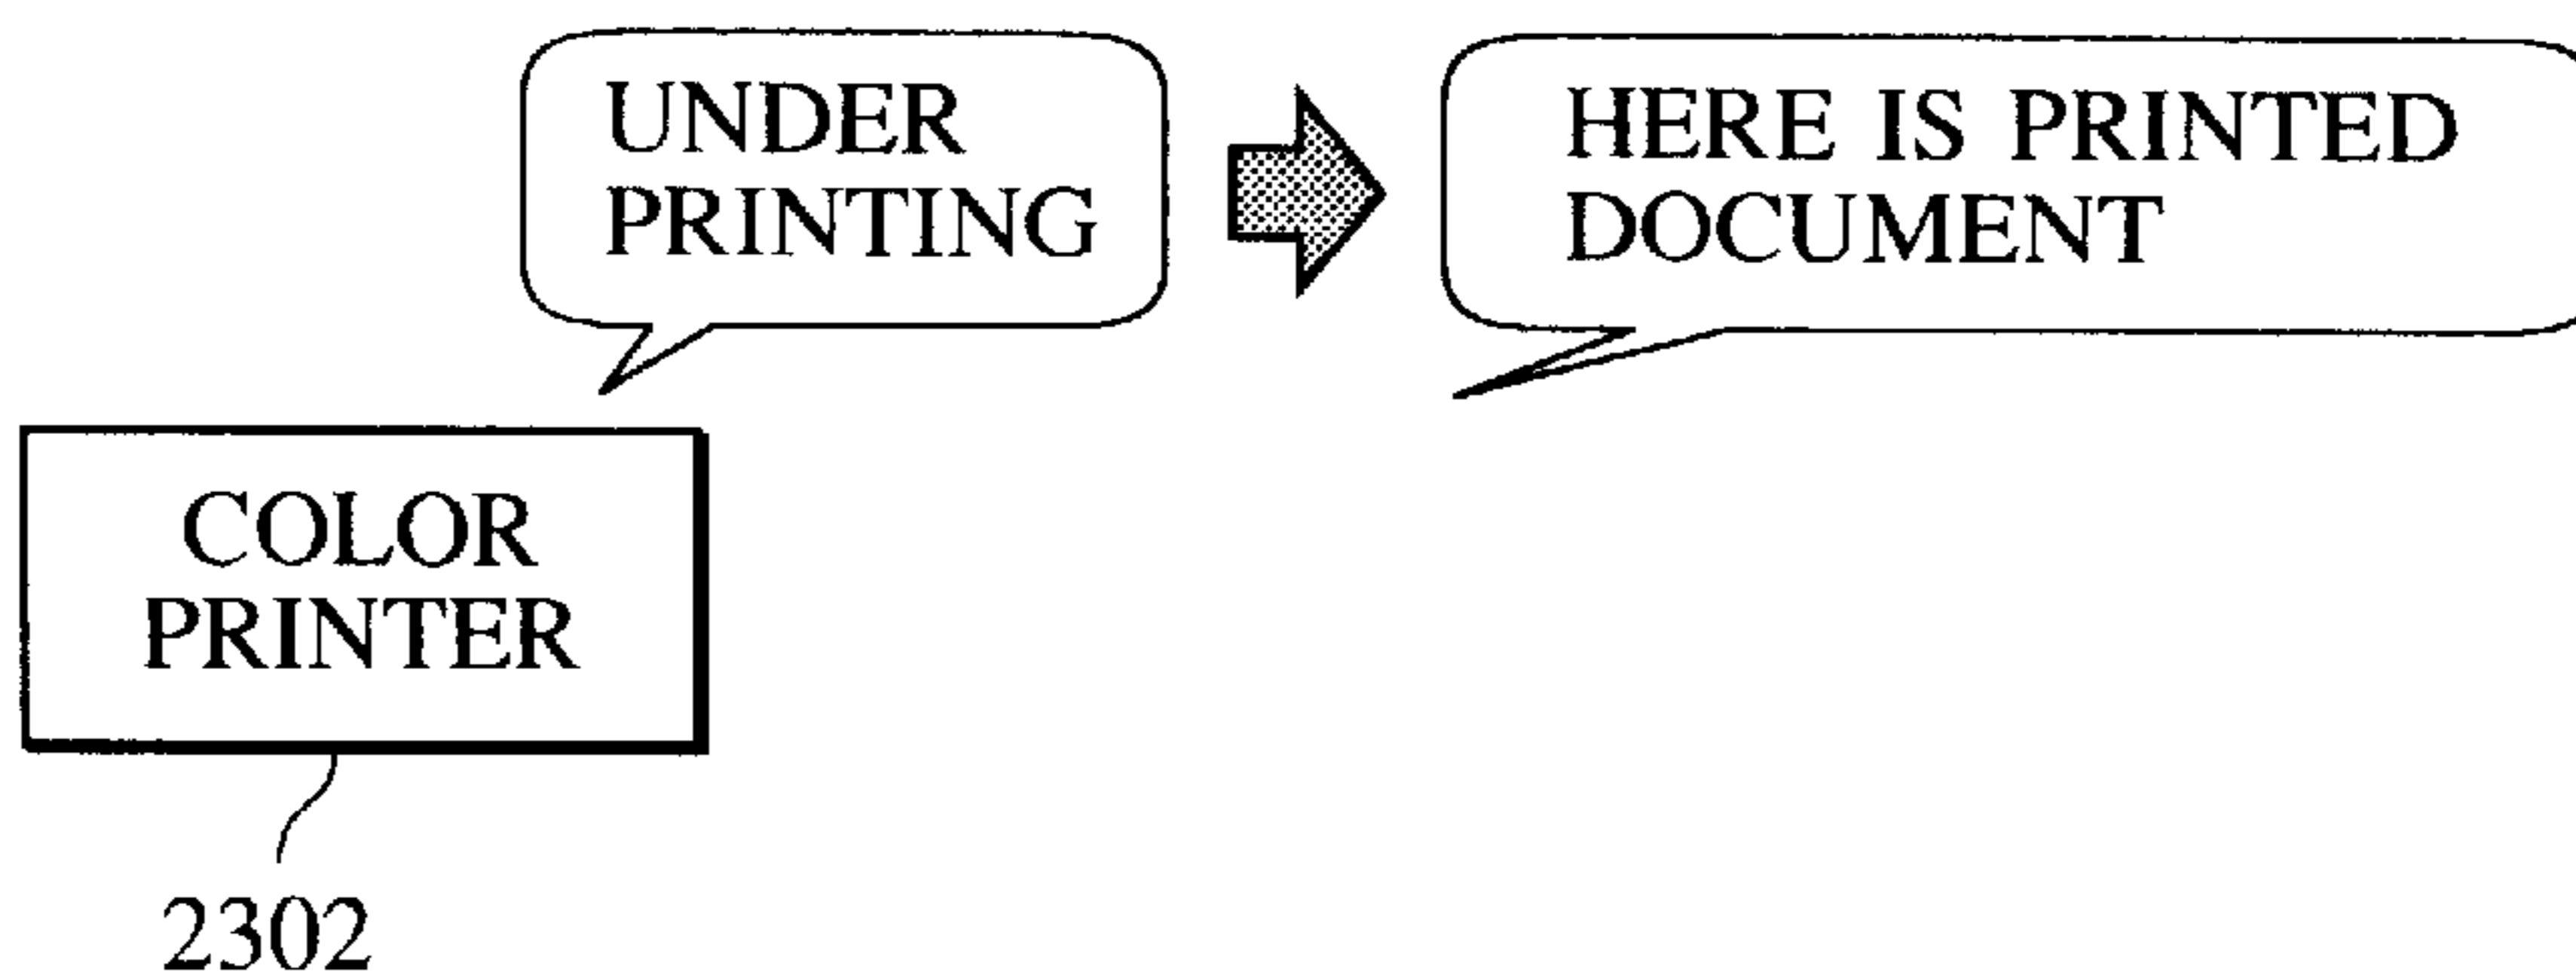 UNDER
PRINTING
HERE IS PRINTED
DOCUMENT
COLOR
PRINTER
2302